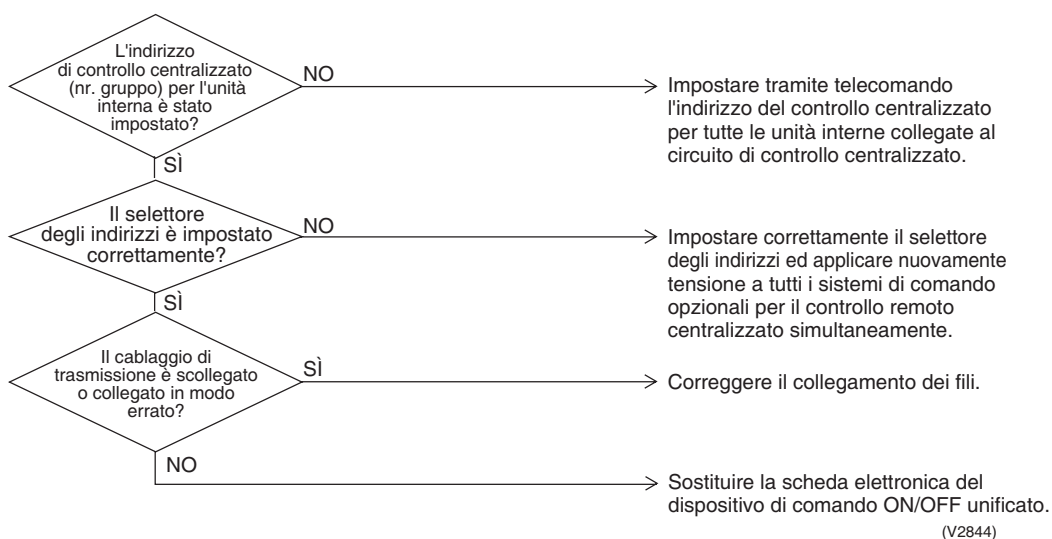 L'indirizzo
di controllo centralizzato
(nr. gruppo) per l'unità
interna è stato
impostato?
NO
Impostare tramite telecomando
l'indirizzo del controllo centralizzato
per tutte le unità interne collegate al
circuito di controllo centralizzato.
SÌ
Il selettore
degli indirizzi è impostato
correttamente?
NO
Impostare correttamente il selettore
degli indirizzi ed applicare nuovamente
tensione a tutti i sistemi di comando
opzionali per il controllo remoto
centralizzato simultaneamente.
SÌ
Il cablaggio di
trasmissione è scollegato
o collegato in modo
errato?
SÌ
Correggere il collegamento dei fili.
NO
Sostituire la scheda elettronica del
dispositivo di comando ON/OFF unificato.
(V2844)